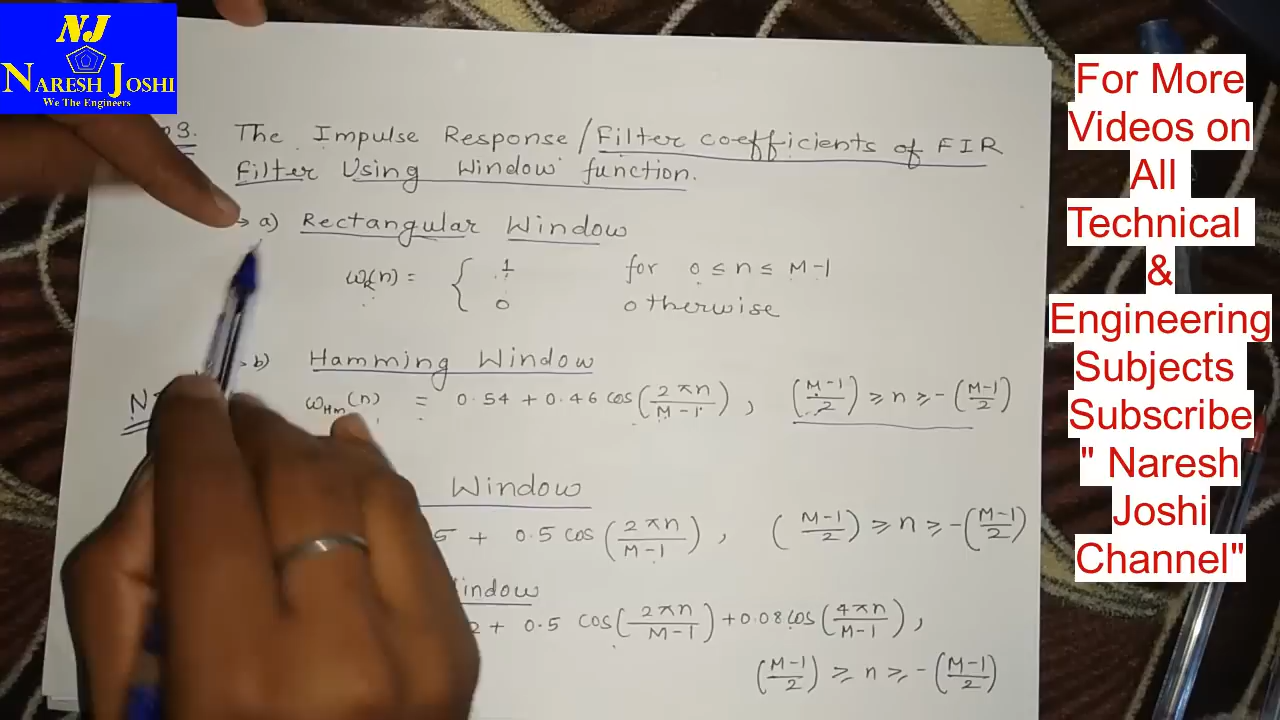 NJ
NARESH JOSHI
We The Engineers
The Impulse Response / Filter coefficients of FIR
Filter Using Window function.
→ a) Rectangular Window
ωR(n) = { 1 for 0 ≤ n ≤ M-1
0 otherwise
b) Hamming Window
ωHm(n) = 0.54 + 0.46 cos(2πn/M-1), (M-1/2) ≥ n ≥ -(M-1/2)
Window
+ 0.5 cos(2πn/M-1), (M-1/2) ≥ n ≥ -(M-1/2)
Window
2 + 0.5 cos(2πn/M-1) + 0.08 cos(4πn/M-1),
(M-1/2) ≥ n ≥ -(M-1/2)
For More
Videos on
All
Technical
&
Engineering
Subjects
Subscribe
" Naresh
Joshi
Channel"